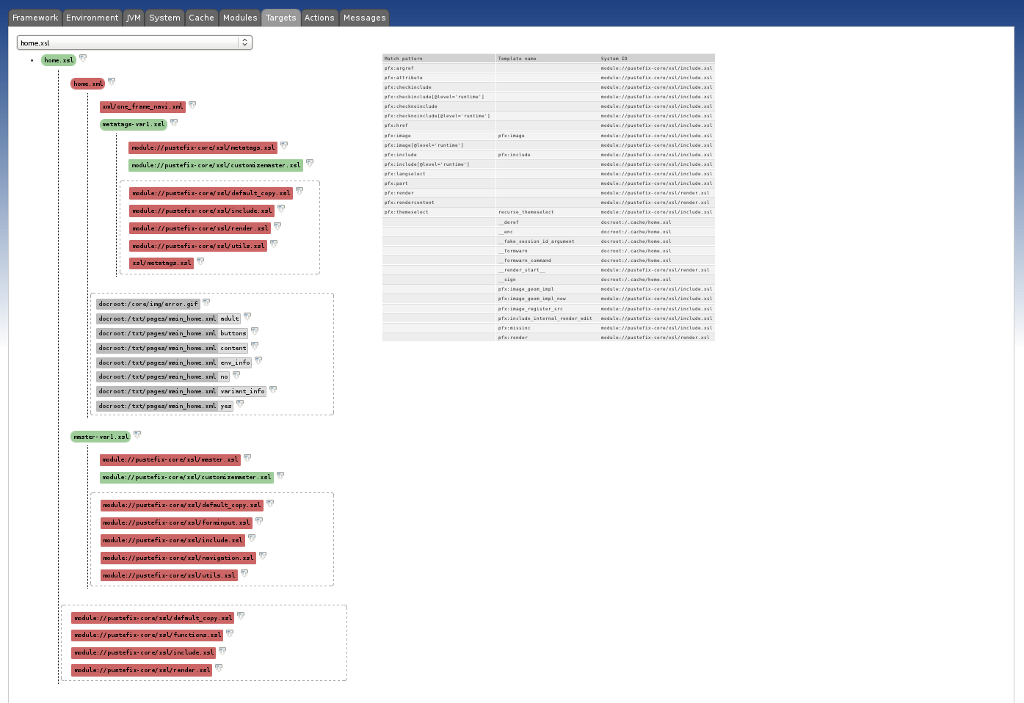 Framework Environment JVM System Cache Modules Targets Actions Messages
home.xsl
home.xsl
home.xml
xml/one_frame_navi.xml
metatags-var1.xsl
module://pustefix-core/xsl/metatags.xsl
module://pustefix-core/xsl/customizemaster.xsl
module://pustefix-core/xsl/default_copy.xsl
module://pustefix-core/xsl/include.xsl
module://pustefix-core/xsl/render.xsl
module://pustefix-core/xsl/utils.xsl
xsl/metatags.xsl
docroot:/core/img/error.gif
docroot:/txt/pages/main_home.xml adult
docroot:/txt/pages/main_home.xml buttons
docroot:/txt/pages/main_home.xml content
docroot:/txt/pages/main_home.xml env_info
docroot:/txt/pages/main_home.xml no
docroot:/txt/pages/main_home.xml variant_info
docroot:/txt/pages/main_home.xml yes
master-var1.xsl
module://pustefix-core/xsl/master.xsl
module://pustefix-core/xsl/customizemaster.xsl
module://pustefix-core/xsl/default_copy.xsl
module://pustefix-core/xsl/forminput.xsl
module://pustefix-core/xsl/include.xsl
module://pustefix-core/xsl/navigation.xsl
module://pustefix-core/xsl/utils.xsl
module://pustefix-core/xsl/default_copy.xsl
module://pustefix-core/xsl/functions.xsl
module://pustefix-core/xsl/include.xsl
module://pustefix-core/xsl/render.xsl
Match pattern Template name System ID
pfx:argref module://pustefix-core/xsl/include.xsl
pfx:attribute module://pustefix-core/xsl/include.xsl
pfx:checkinclude module://pustefix-core/xsl/include.xsl
pfx:checkinclude[@level='runtime'] module://pustefix-core/xsl/include.xsl
pfx:checknoinclude module://pustefix-core/xsl/include.xsl
pfx:checknoinclude[@level='runtime'] module://pustefix-core/xsl/include.xsl
pfx:href module://pustefix-core/xsl/include.xsl
pfx:image pfx:image module://pustefix-core/xsl/include.xsl
pfx:image[@level='runtime'] module://pustefix-core/xsl/include.xsl
pfx:include pfx:include module://pustefix-core/xsl/include.xsl
pfx:include[@level='runtime'] module://pustefix-core/xsl/include.xsl
pfx:langselect module://pustefix-core/xsl/include.xsl
pfx:part module://pustefix-core/xsl/include.xsl
pfx:render module://pustefix-core/xsl/render.xsl
pfx:rendercontent module://pustefix-core/xsl/render.xsl
pfx:themeselect recurse_themeselect module://pustefix-core/xsl/include.xsl
__deref docroot:/.cache/home.xsl
__enc docroot:/.cache/home.xsl
__fake_session_id_argument docroot:/.cache/home.xsl
__formwarn docroot:/.cache/home.xsl
__formwarn_command docroot:/.cache/home.xsl
__render_start__ module://pustefix-core/xsl/render.xsl
__sign docroot:/.cache/home.xsl
pfx:image_geom_impl module://pustefix-core/xsl/include.xsl
pfx:image_geom_impl_new module://pustefix-core/xsl/include.xsl
pfx:image_register_src module://pustefix-core/xsl/include.xsl
pfx:include_internal_render_edit module://pustefix-core/xsl/include.xsl
pfx:missinc module://pustefix-core/xsl/include.xsl
pfx:render module://pustefix-core/xsl/render.xsl